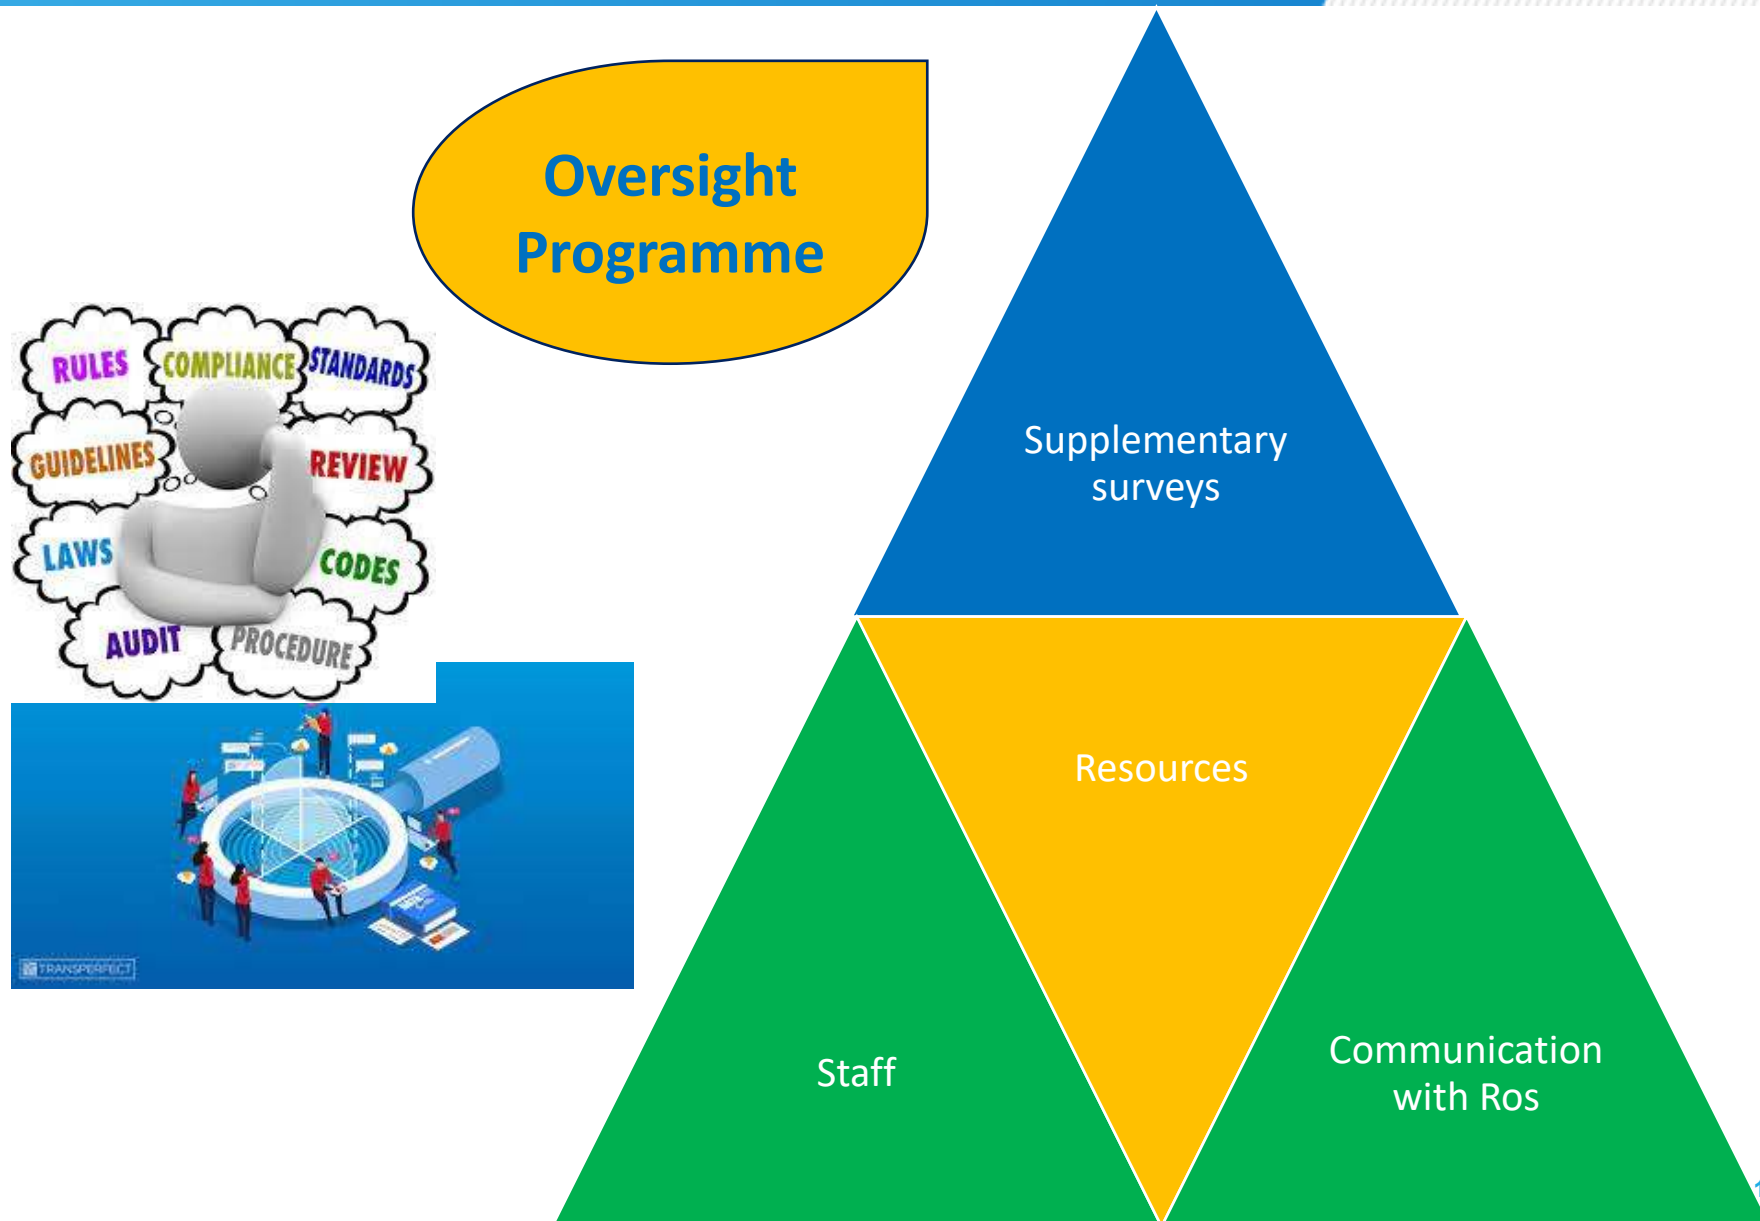 Oversight
Programme
RULES
COMPLIANCE
STANDARDS
GUIDELINES
REVIEW
LAWS
CODES
AUDIT
PROCEDURE
TRANSPERFECT
Supplementary
surveys
Resources
Staff
Communication
with Ros